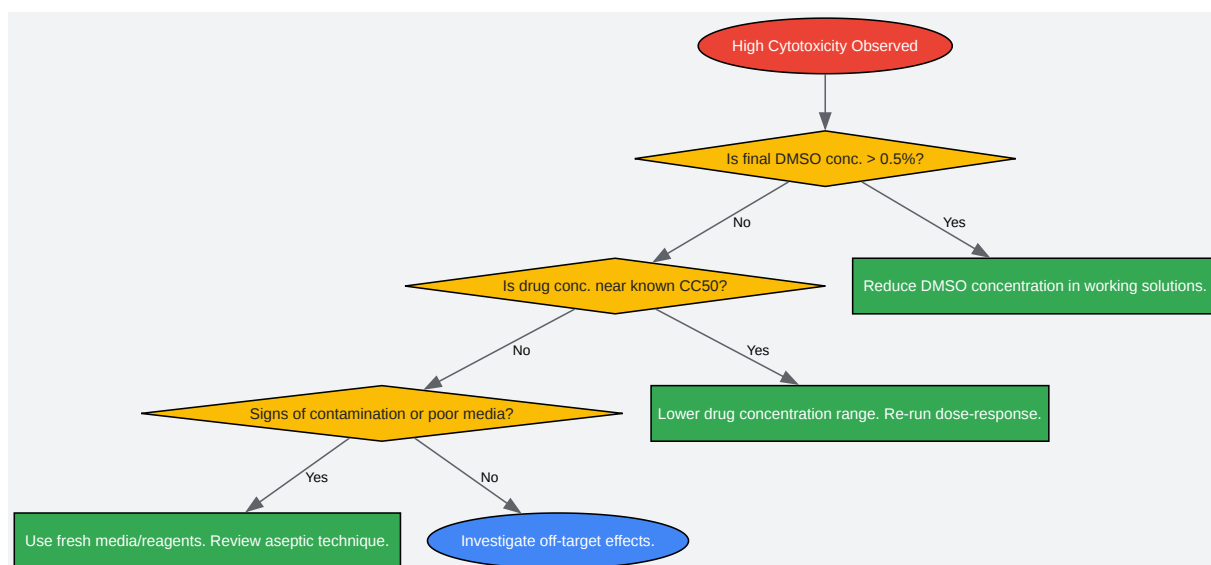 High Cytotoxicity Observed
Is final DMSO conc. > 0.5%?
No
Yes
Is drug conc. near known CC50?
Reduce DMSO concentration in working solutions.
No
Yes
Signs of contamination or poor media?
Lower drug concentration range. Re-run dose-response.
Yes
No
Use fresh media/reagents. Review aseptic technique.
Investigate off-target effects.